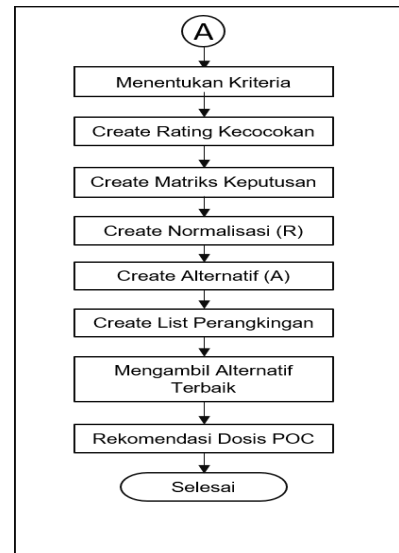 A
Menentukan Kriteria
Create Rating Kecocokan
Create Matriks Keputusan
Create Normalisasi (R)
Create Alternatif (A)
Create List Perangkingan
Mengambil Alternatif
Terbaik
Rekomendasi Dosis POC
Selesai